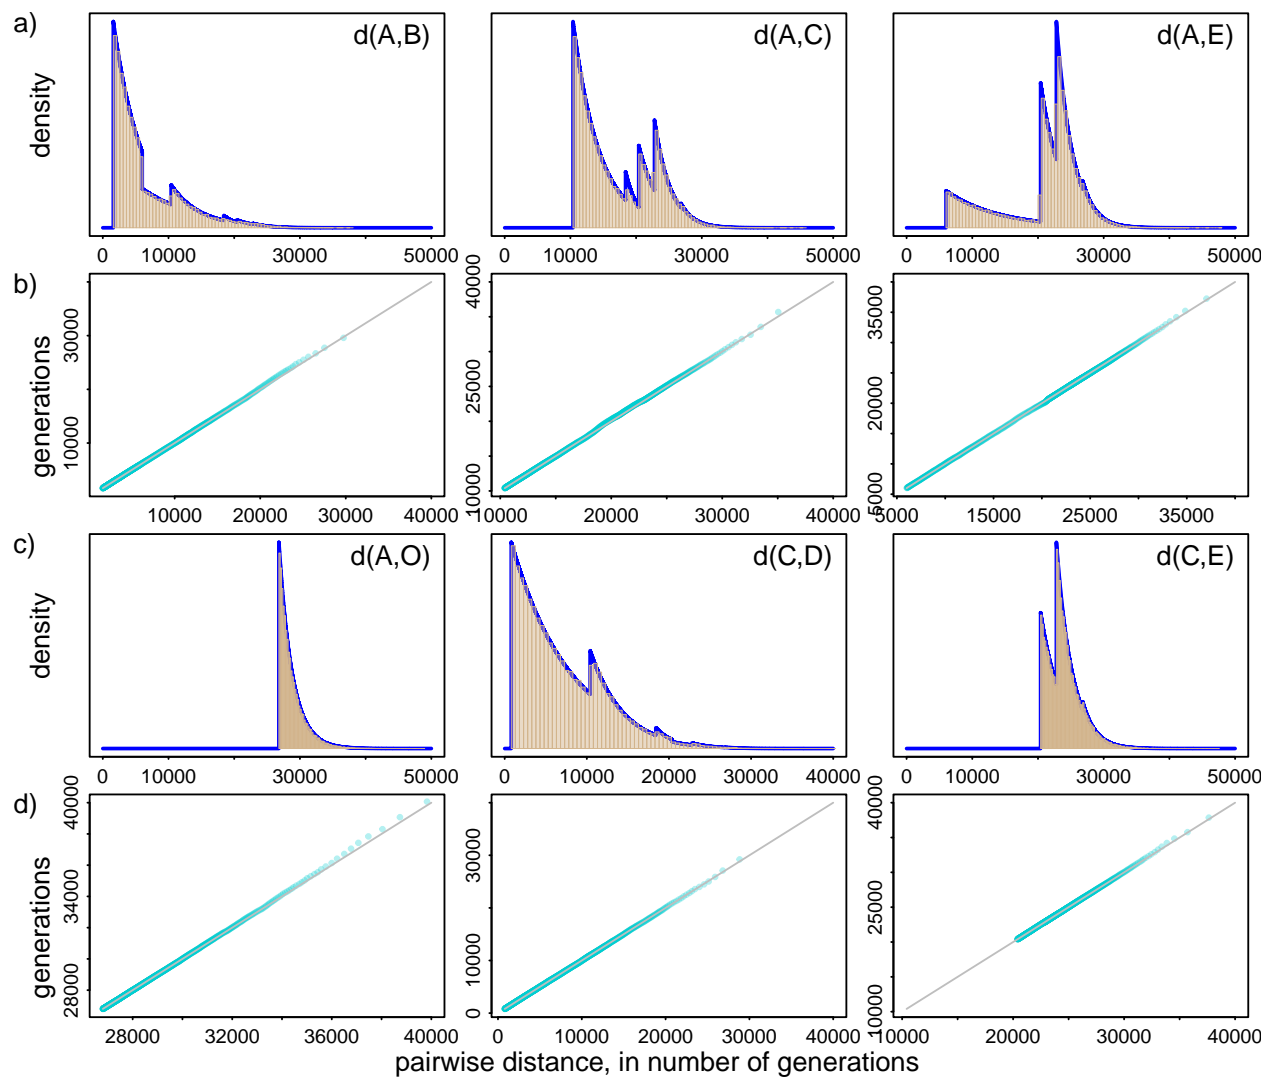 a)
density
d(A,B)
d(A,C)
d(A,E)
0 10000 30000 50000
0 10000 30000 50000
0 10000 30000 50000
b)
generations
10000 30000
10000 25000 40000
5000 20000 35000
10000 20000 30000 40000
10000 20000 30000 40000
5000 15000 25000 35000
c)
density
d(A,O)
d(C,D)
d(C,E)
0 10000 30000 50000
0 10000 20000 30000 40000
0 10000 30000 50000
d)
generations
28000 34000 40000
0 10000 30000
10000 25000 40000
28000 32000 36000 40000
0 10000 20000 30000 40000
10000 20000 30000 40000
pairwise distance, in number of generations